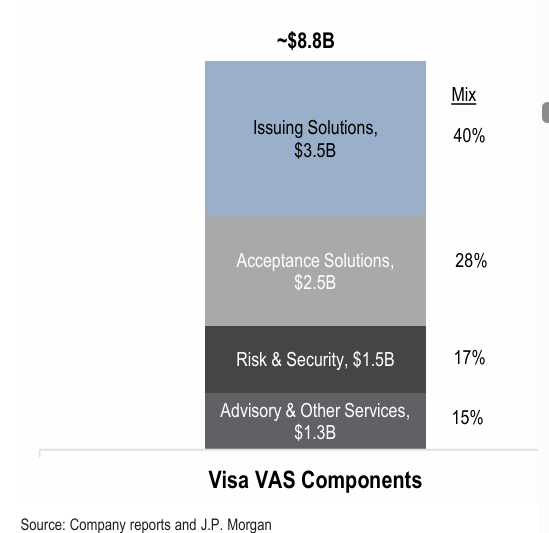 ~$8.8B
Mix
Issuing Solutions,
$3.5B
40%
Acceptance Solutions,
$2.5B
28%
Risk & Security, $1.5B
17%
Advisory & Other Services,
$1.3B
15%
Visa VAS Components
Source: Company reports and J.P. Morgan